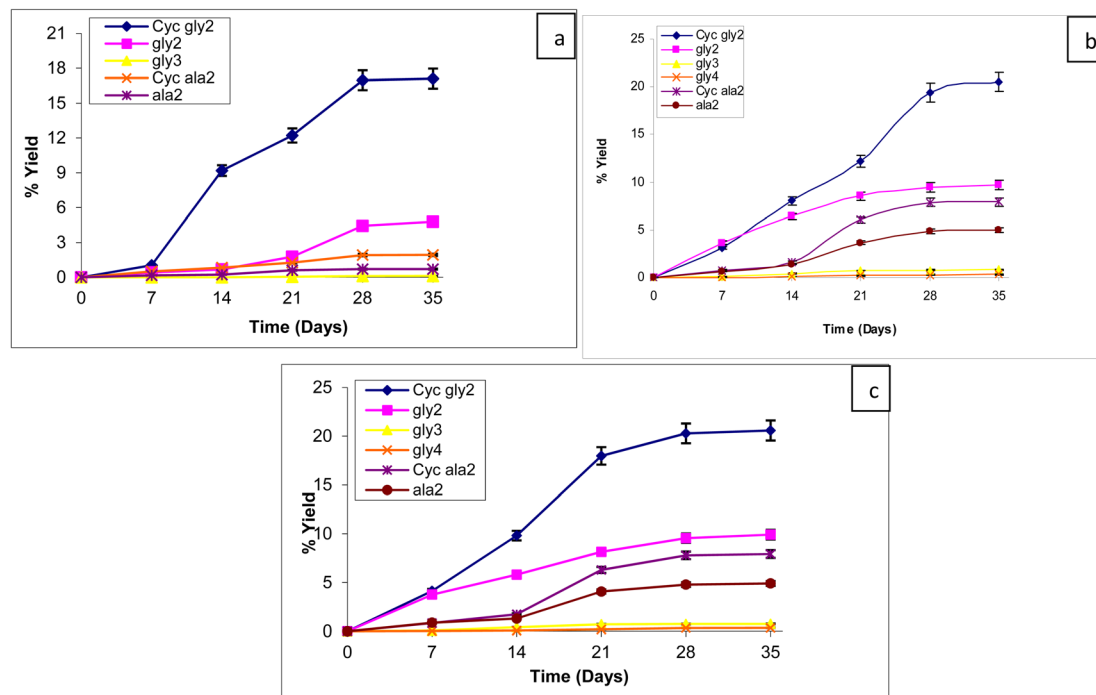 a
Cyc gly2
gly2
gly3
Cyc ala2
ala2
% Yield
21
18
15
12
9
6
3
0
0 7 14 21 28 35
Time (Days)
b
Cyc gly2
gly2
gly3
gly4
Cyc ala2
ala2
% Yield
25
20
15
10
5
0
0 7 14 21 28 35
Time (Days)
c
Cyc gly2
gly2
gly3
gly4
Cyc ala2
ala2
% Yield
25
20
15
10
5
0
0 7 14 21 28 35
Time (Days)